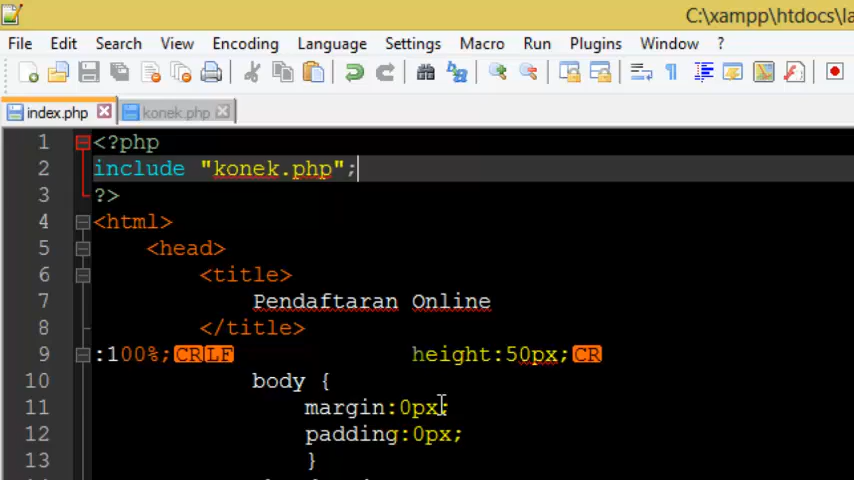 C:\xampp\htdocs\la
File Edit Search View Encoding Language Settings Macro Run Plugins Window ?
index.php konek.php
1 <?php
2 include "konek.php";
3 ?>
4 <html>
5 <head>
6 <title>
7 Pendaftaran Online
8 </title>
9 :100%;CRLF height:50px;CR
10 body {
11 margin:0px;
12 padding:0px;
13 }